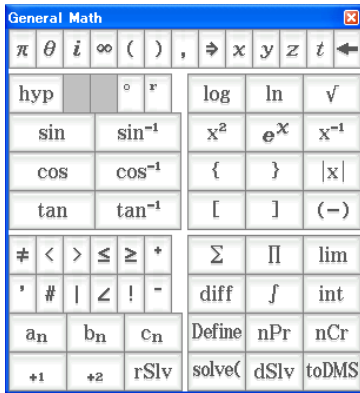 General Math
π θ i ∞ ( ) , ⇒ x y z t ←
hyp ° r log ln √
sin sin⁻¹ x² eˣ x⁻¹
cos cos⁻¹ { } |x|
tan tan⁻¹ [ ] (−)
≠ < > ≤ ≥ ⁺ Σ Π lim
' # | ∠ ! ⁻ diff ∫ int
aₙ bₙ cₙ Define nPr nCr
+1 +2 rSlv solve( dSlv toDMS